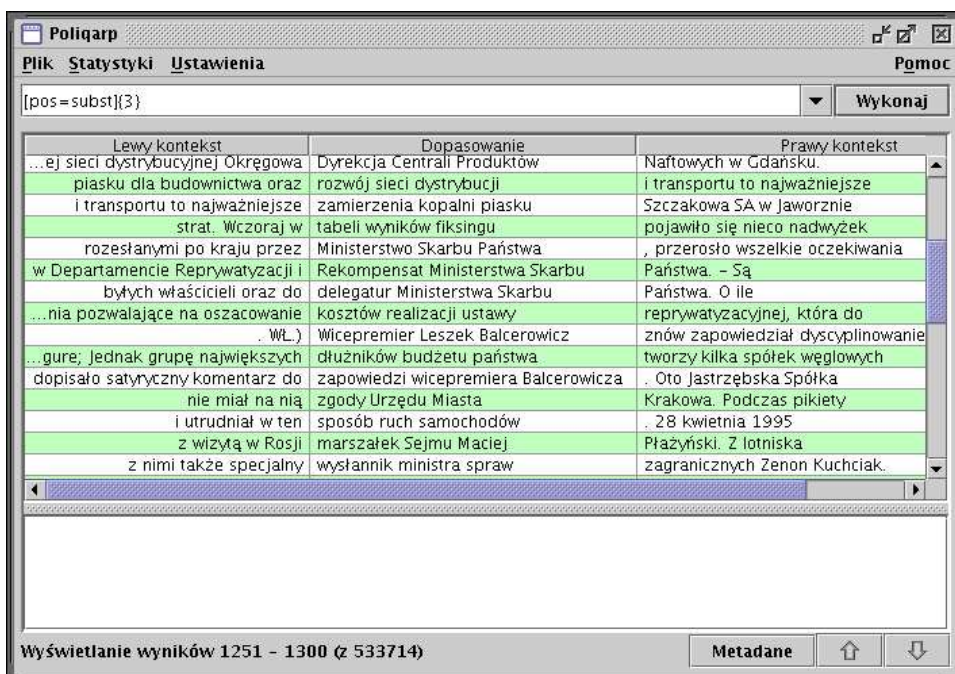 Poliqarp
Plik Statystyki Ustawienia Pomoc
[pos=subst]{3} Wykonaj
Lewy kontekst Dopasowanie Prawy kontekst
...ej sieci dystrybucyjnej Okręgowa Dyrekcja Centrali Produktów Naftowych w Gdańsku.
piasku dla budownictwa oraz rozwój sieci dystrybucji i transportu to najważniejsze
i transportu to najważniejsze zamierzenia kopalni piasku Szczakowa SA w Jaworznie
strat. Wczoraj w tabeli wyników fiksingu pojawiło się nieco nadwyżek
rozesłanymi po kraju przez Ministerstwo Skarbu Państwa , przerosło wszelkie oczekiwania
w Departamencie Reprywatyzacji i Rekompensat Ministerstwa Skarbu Państwa. – Są
byłych właścicieli oraz do delegatur Ministerstwa Skarbu Państwa. O ile
...nia pozwalające na oszacowanie kosztów realizacji ustawy reprywatyzacyjnej, która do
. WŁ.) Wicepremier Leszek Balcerowicz znów zapowiedział dyscyplinowanie
...gure; Jednak grupę największych dłużników budżetu państwa tworzy kilka spółek węglowych
dopisało satyryczny komentarz do zapowiedzi wicepremiera Balcerowicza . Oto Jastrzębska Spółka
nie miał na nią zgody Urzędu Miasta Krakowa. Podczas pikiety
i utrudniał w ten sposób ruch samochodów . 28 kwietnia 1995
z wizytą w Rosji marszałek Sejmu Maciej Płażyński. Z lotniska
z nimi także specjalny wysłannik ministra spraw zagranicznych Zenon Kuchciak.
Wyświetlanie wyników 1251 – 1300 (z 533714) Metadane